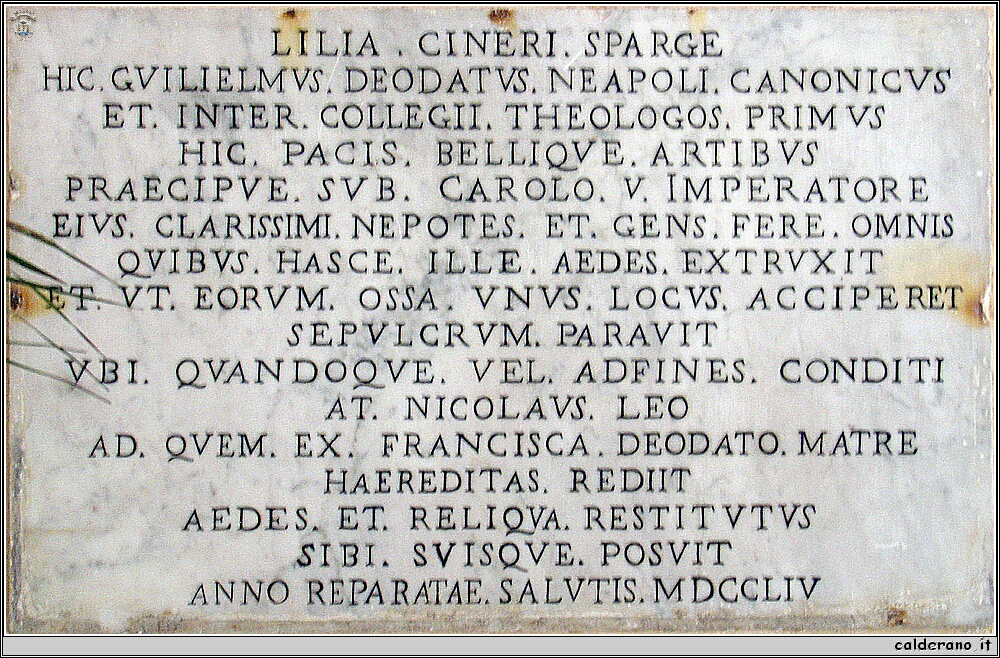 LILIA . CINERI. SPARGE
HIC. GVILIELMVS. DEODATVS. NEAPOLI. CANONICVS
ET. INTER. COLLEGII. THEOLOGOS. PRIMVS
HIC. PACIS. BELLIQVE. ARTIBVS
PRAECIPVE. SVB. CAROLO. V. IMPERATORE
EIVS. CLARISSIMI. NEPOTES. ET. GENS. FERE. OMNIS
QVIBVS. HASCE. ILLE. AEDES. EXTRVXIT
ET. VT. EORVM. OSSA. VNVS. LOCVS. ACCIPERET
SEPVLCRVM. PARAVIT
VBI. QVANDOQVE. VEL. ADFINES. CONDITI
AT. NICOLAVS. LEO
AD. QVEM. EX. FRANCISCA. DEODATO. MATRE
HAEREDITAS. REDIIT
AEDES. ET. RELIQVA. RESTITVTVS
SIBI. SVISQVE. POSVIT
ANNO REPARATAE. SALVTIS. MDCCLIV
calderano.it